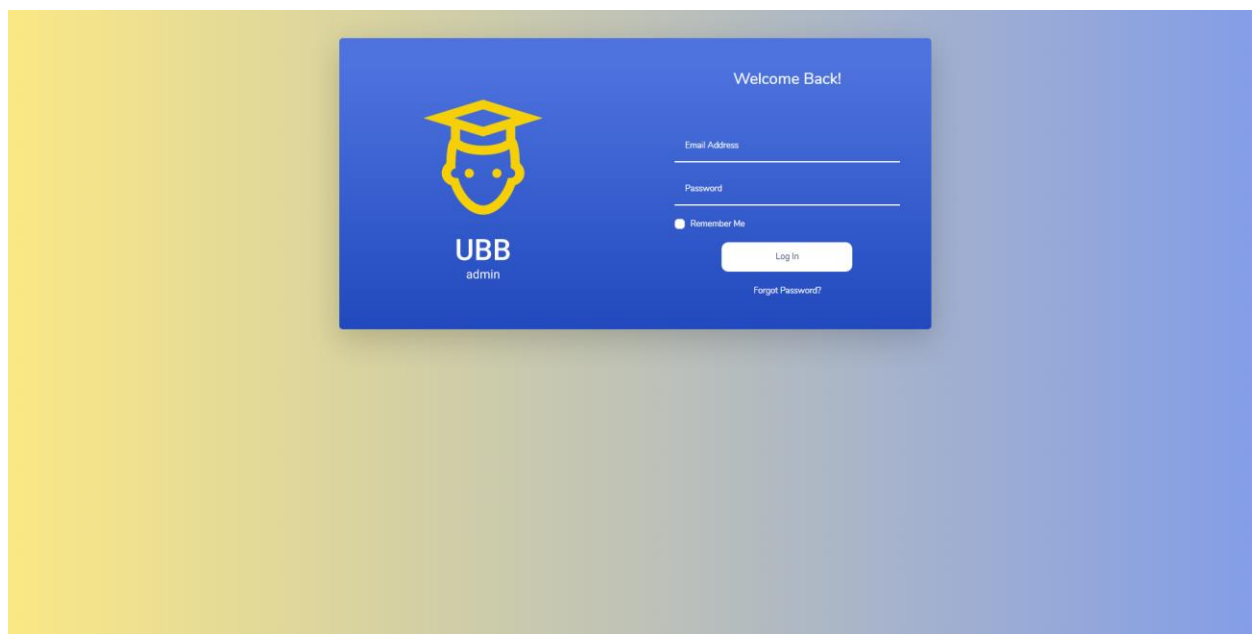 UBB
admin
Welcome Back!
Email Address
Password
Remember Me
Log In
Forgot Password?